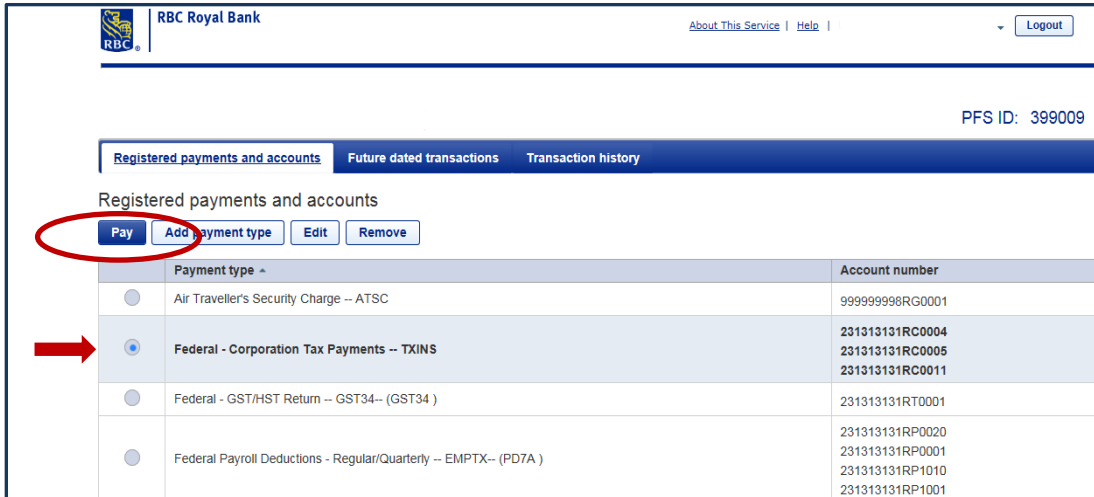 RBC Royal Bank
RBC ®
About This Service | Help |
Logout
PFS ID: 399009
Registered payments and accounts Future dated transactions Transaction history
Registered payments and accounts
Pay Add payment type Edit Remove
Payment type Account number
Air Traveller's Security Charge -- ATSC 999999998RG0001
Federal - Corporation Tax Payments -- TXINS
231313131RC0004
231313131RC0005
231313131RC0011
Federal - GST/HST Return -- GST34-- (GST34 ) 231313131RT0001
Federal Payroll Deductions - Regular/Quarterly -- EMPTX-- (PD7A )
231313131RP0020
231313131RP0001
231313131RP1010
231313131RP1001